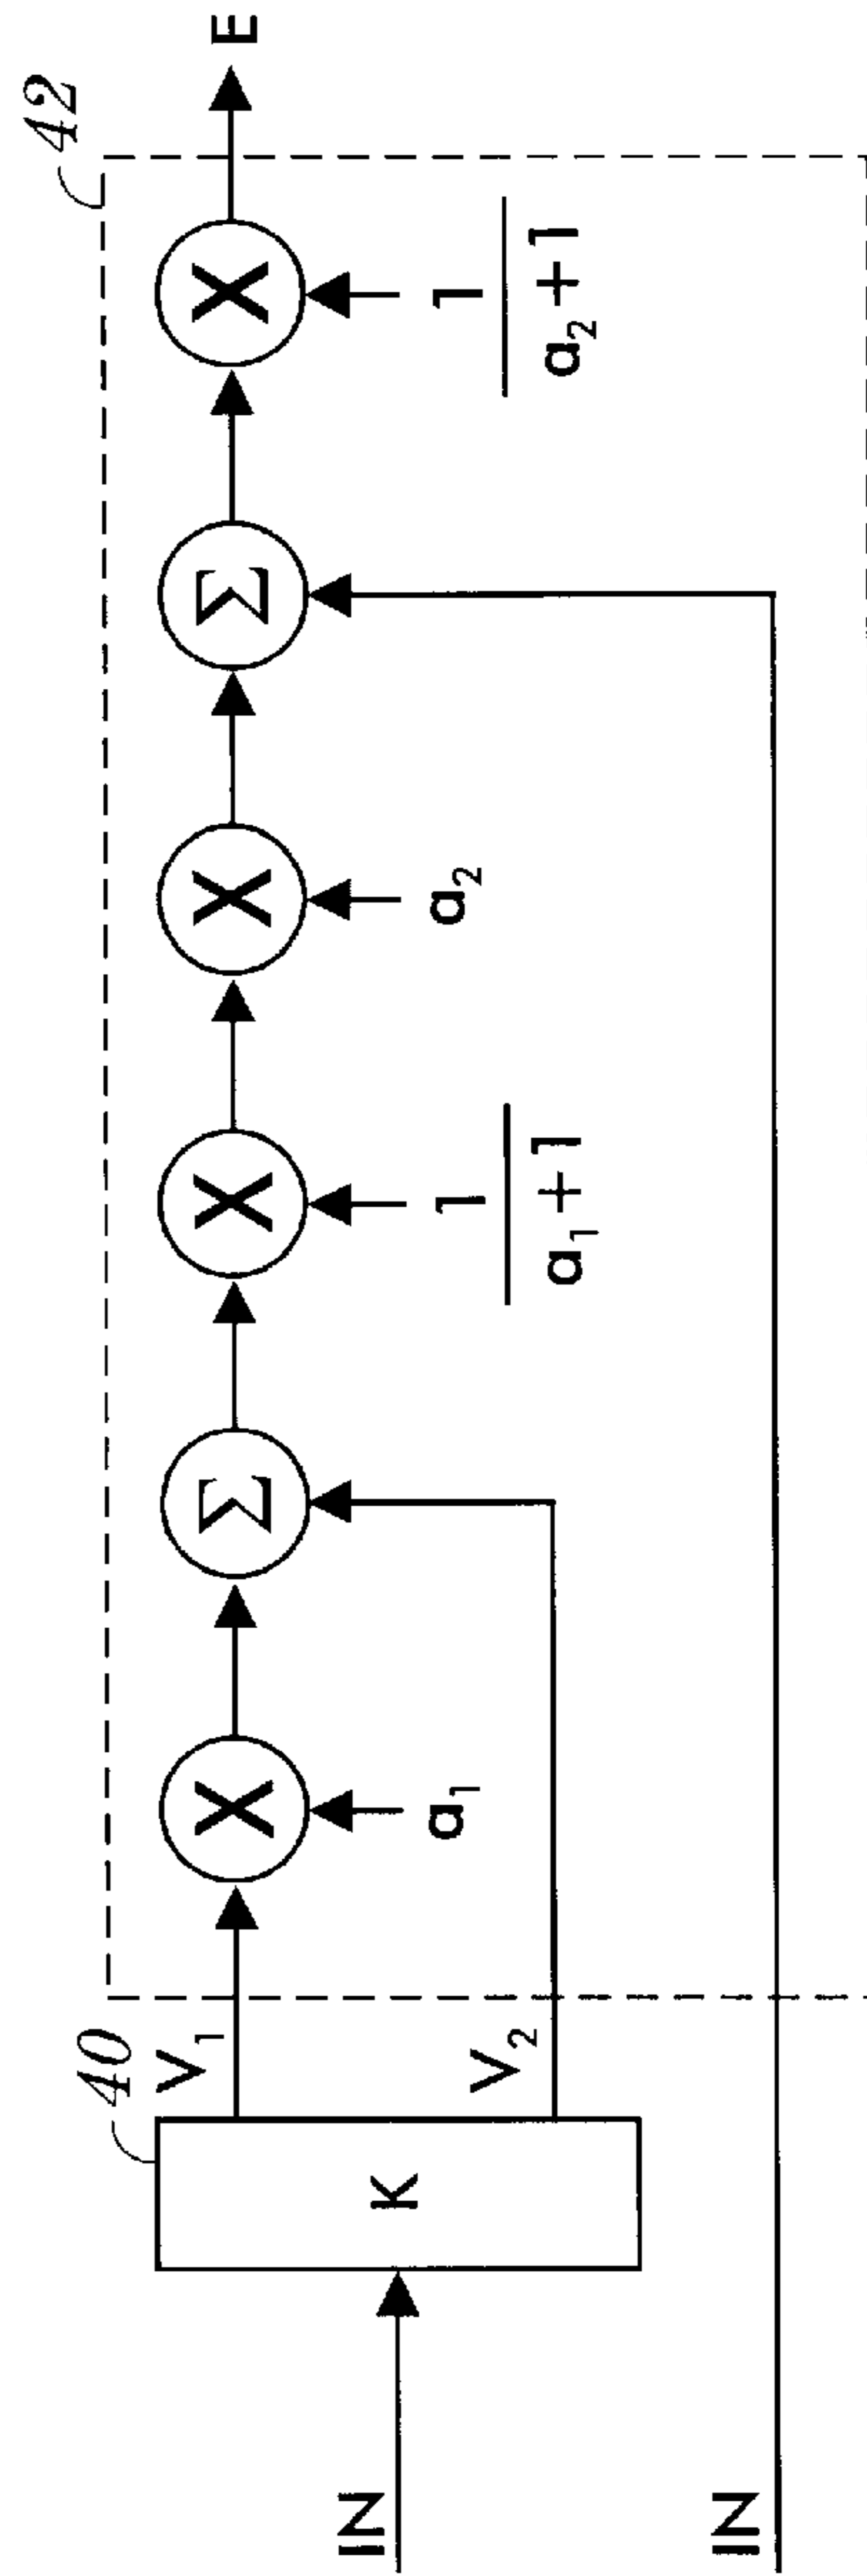 IN
IN
40
K
V₁
V₂
42
X
a₁
Σ
X
1
a₁+1
X
a₂
Σ
X
1
a₂+1
E